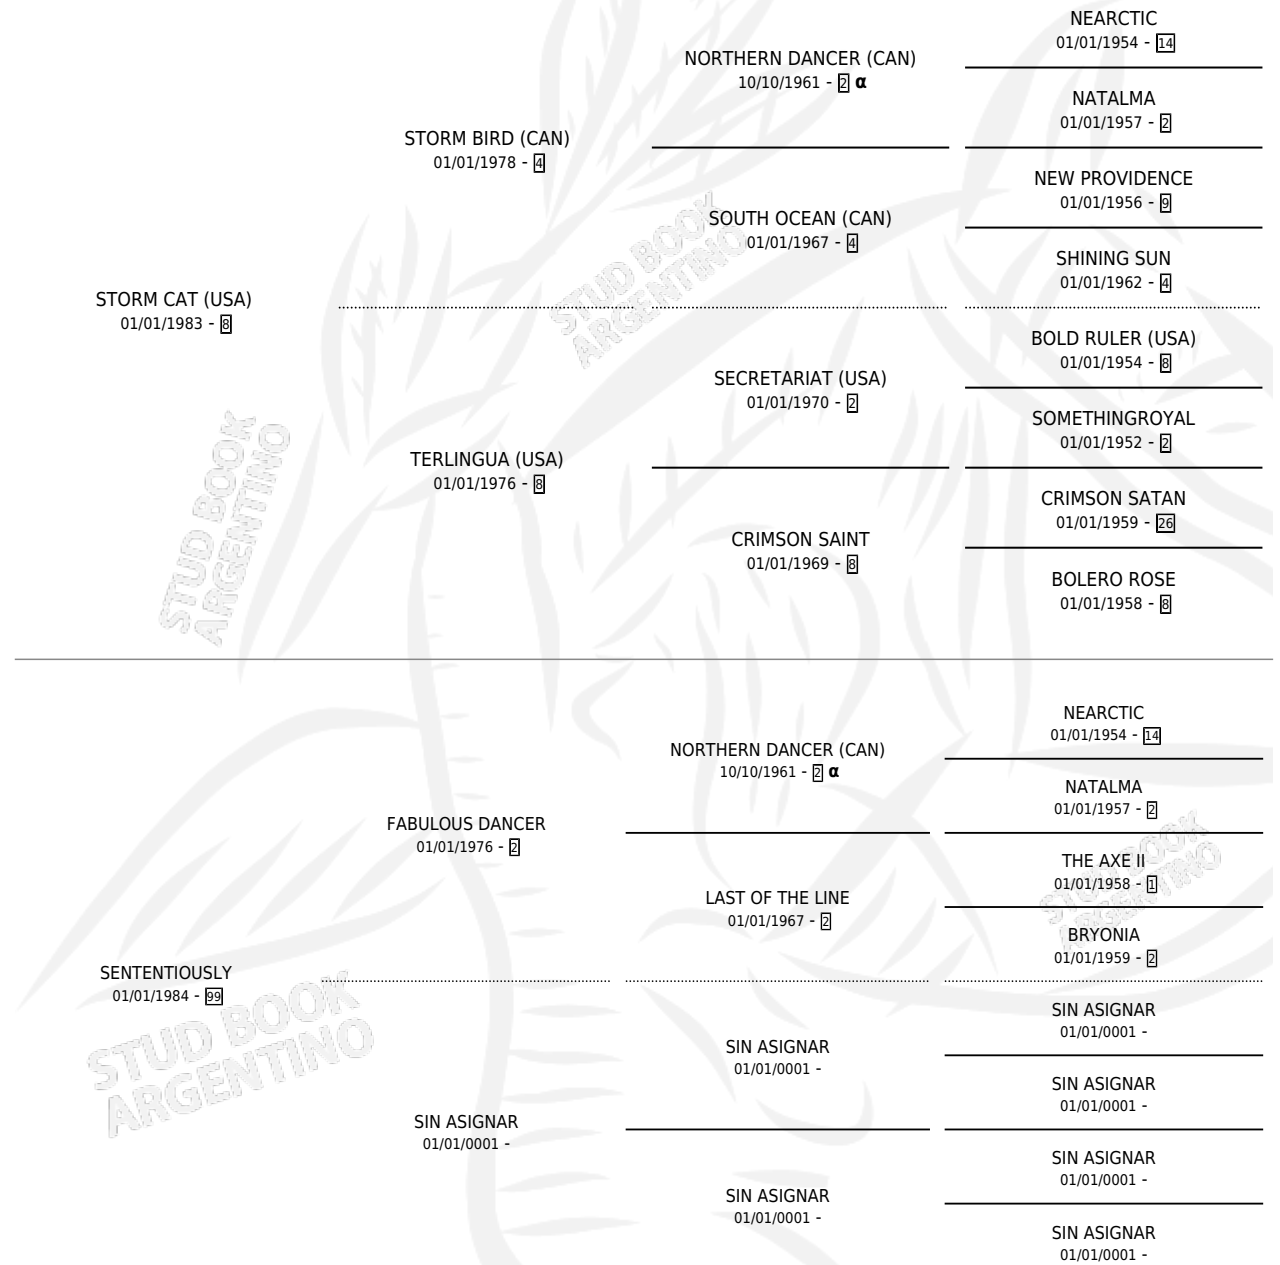 NEARCTIC
01/01/1954 - 14
NORTHERN DANCER (CAN)
10/10/1961 - 2 α
NATALMA
01/01/1957 - 2
STORM BIRD (CAN)
01/01/1978 - 4
NEW PROVIDENCE
01/01/1956 - 9
SOUTH OCEAN (CAN)
01/01/1967 - 4
SHINING SUN
01/01/1962 - 4
STORM CAT (USA)
01/01/1983 - 8
STUD BOOK
ARGENTINO
BOLD RULER (USA)
01/01/1954 - 8
SECRETARIAT (USA)
01/01/1970 - 2
SOMETHINGROYAL
01/01/1952 - 2
TERLINGUA (USA)
01/01/1976 - 8
CRIMSON SATAN
01/01/1959 - 26
CRIMSON SAINT
01/01/1969 - 8
BOLERO ROSE
01/01/1958 - 8
STUD BOOK
ARGENTINO
NEARCTIC
01/01/1954 - 14
NORTHERN DANCER (CAN)
10/10/1961 - 2 α
NATALMA
01/01/1957 - 2
FABULOUS DANCER
01/01/1976 - 2
THE AXE II
01/01/1958 - 1
LAST OF THE LINE
01/01/1967 - 2
BRYONIA
01/01/1959 - 2
STUD BOOK
ARGENTINO
SENTENTIOUSLY
01/01/1984 - 99
STUD BOOK
ARGENTINO
SIN ASIGNAR
01/01/0001 -
SIN ASIGNAR
01/01/0001 -
SIN ASIGNAR
01/01/0001 -
SIN ASIGNAR
01/01/0001 -
SIN ASIGNAR
01/01/0001 -
SIN ASIGNAR
01/01/0001 -
SIN ASIGNAR
01/01/0001 -